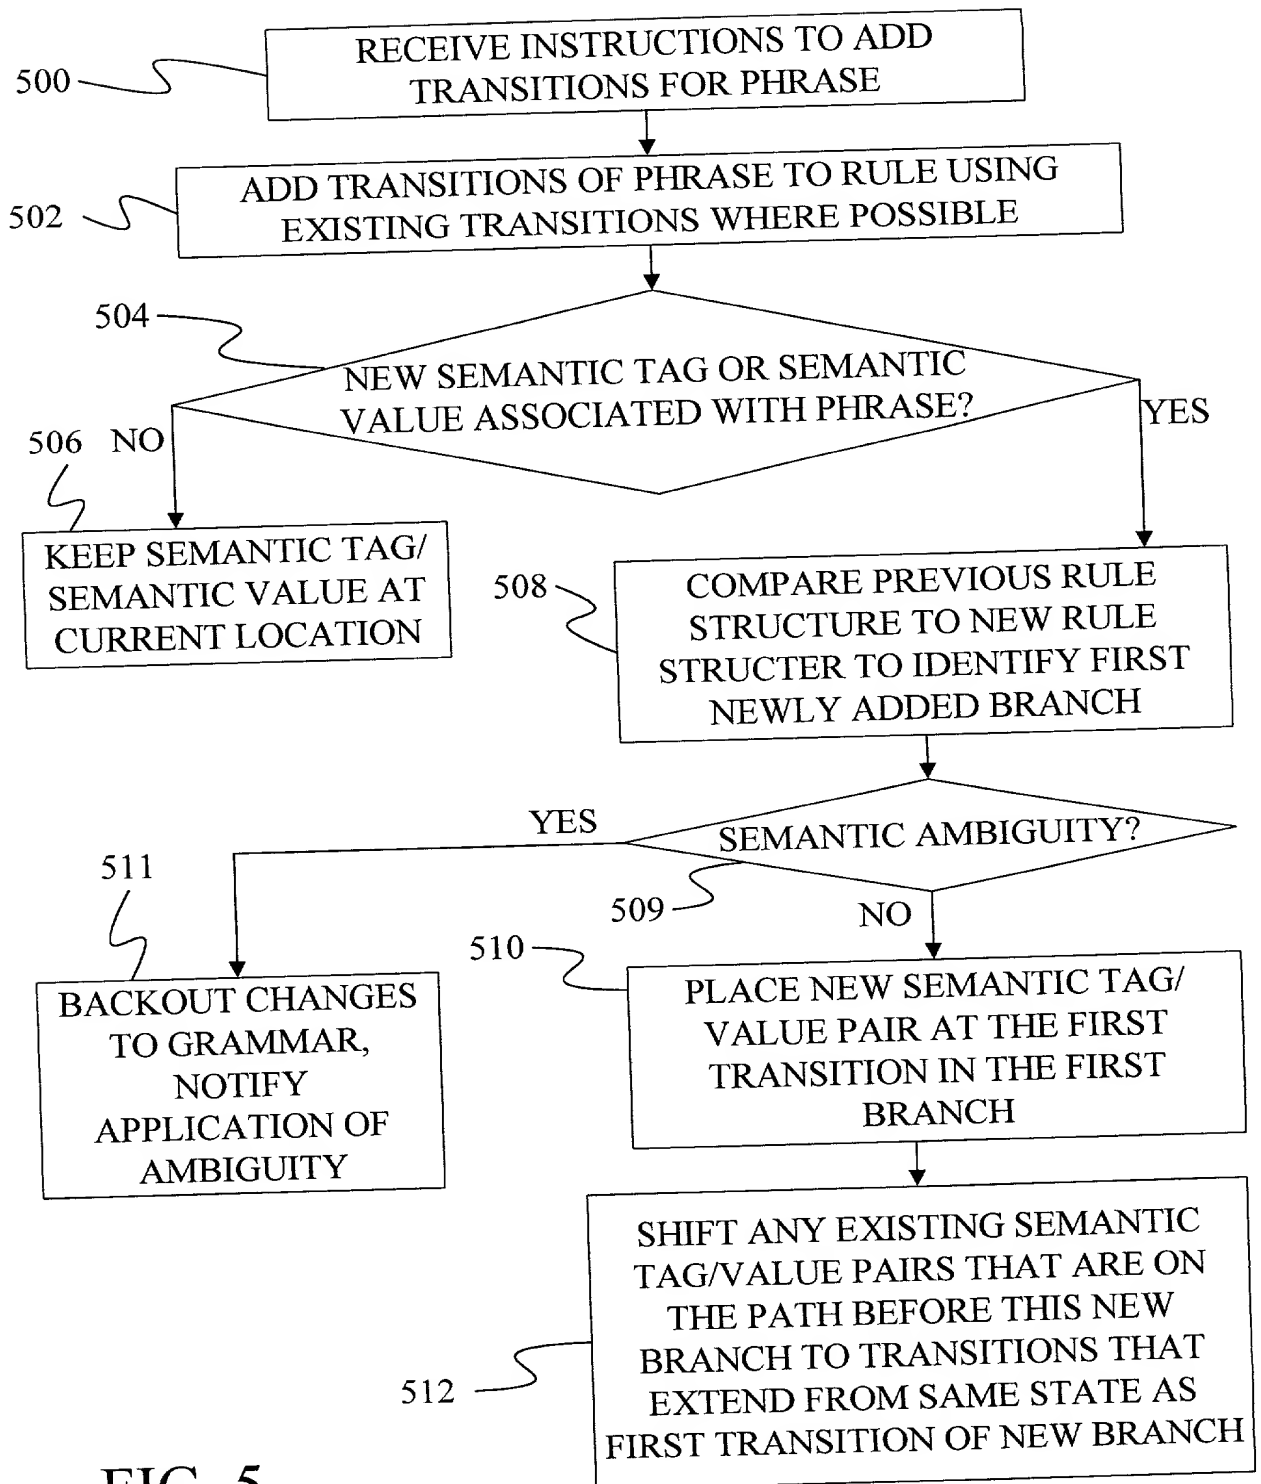 RECEIVE INSTRUCTIONS TO ADD
TRANSITIONS FOR PHRASE
500
ADD TRANSITIONS OF PHRASE TO RULE USING
EXISTING TRANSITIONS WHERE POSSIBLE
502
504
NEW SEMANTIC TAG OR SEMANTIC
VALUE ASSOCIATED WITH PHRASE?
YES
506 NO
KEEP SEMANTIC TAG/
SEMANTIC VALUE AT
CURRENT LOCATION
508
COMPARE PREVIOUS RULE
STRUCTURE TO NEW RULE
STRUCTER TO IDENTIFY FIRST
NEWLY ADDED BRANCH
YES
SEMANTIC AMBIGUITY?
511
509
NO
510
BACKOUT CHANGES
TO GRAMMAR,
NOTIFY
APPLICATION OF
AMBIGUITY
PLACE NEW SEMANTIC TAG/
VALUE PAIR AT THE FIRST
TRANSITION IN THE FIRST
BRANCH
SHIFT ANY EXISTING SEMANTIC
TAG/VALUE PAIRS THAT ARE ON
THE PATH BEFORE THIS NEW
BRANCH TO TRANSITIONS THAT
EXTEND FROM SAME STATE AS
FIRST TRANSITION OF NEW BRANCH
512
FIG. 5